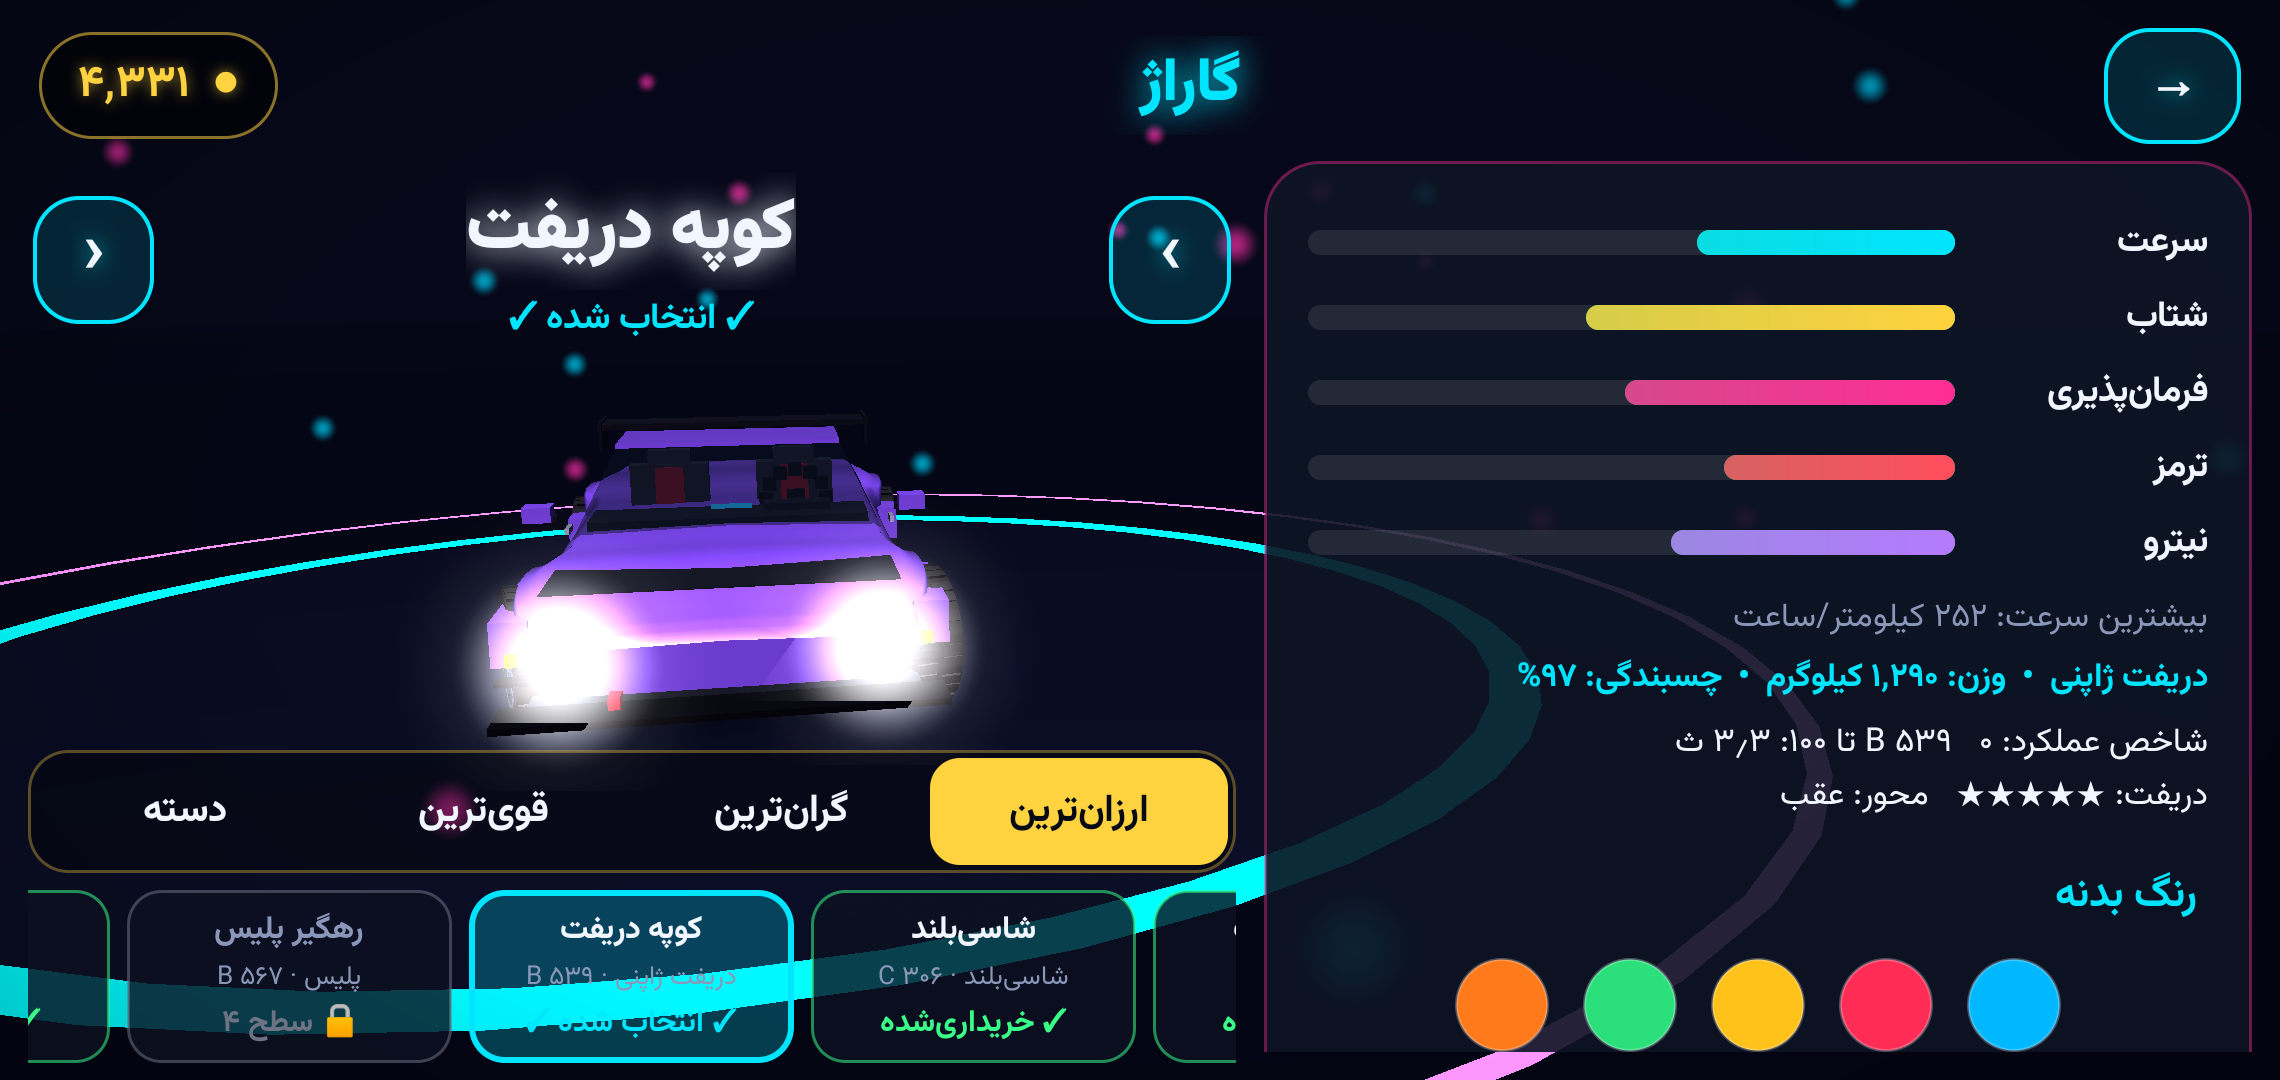 گاراژ
۴,۳۳۱
→
کوپه دریفت
✓ انتخاب شده ✓
سرعت
شتاب
فرمان‌پذیری
ترمز
نیترو
بیشترین سرعت: ۲۵۲ کیلومتر/ساعت
دریفت ژاپنی • وزن: ۱,۲۹۰ کیلوگرم • چسبندگی: ۹۷%
شاخص عملکرد: B ۵۳۹   ۰ تا ۱۰۰: ۳٫۳ ث
دریفت: ★★★★★   محور: عقب
رنگ بدنه
ارزان‌ترین
گران‌ترین
قوی‌ترین
دسته
شاسی‌بلند
شاسی‌بلند · C ۳۰۶
✓ خریداری‌شده
کوپه دریفت
دریفت ژاپنی · B ۵۳۹
✓ انتخاب شده ✓
رهگیر پلیس
پلیس · B ۵۶۷
🔒 سطح ۴